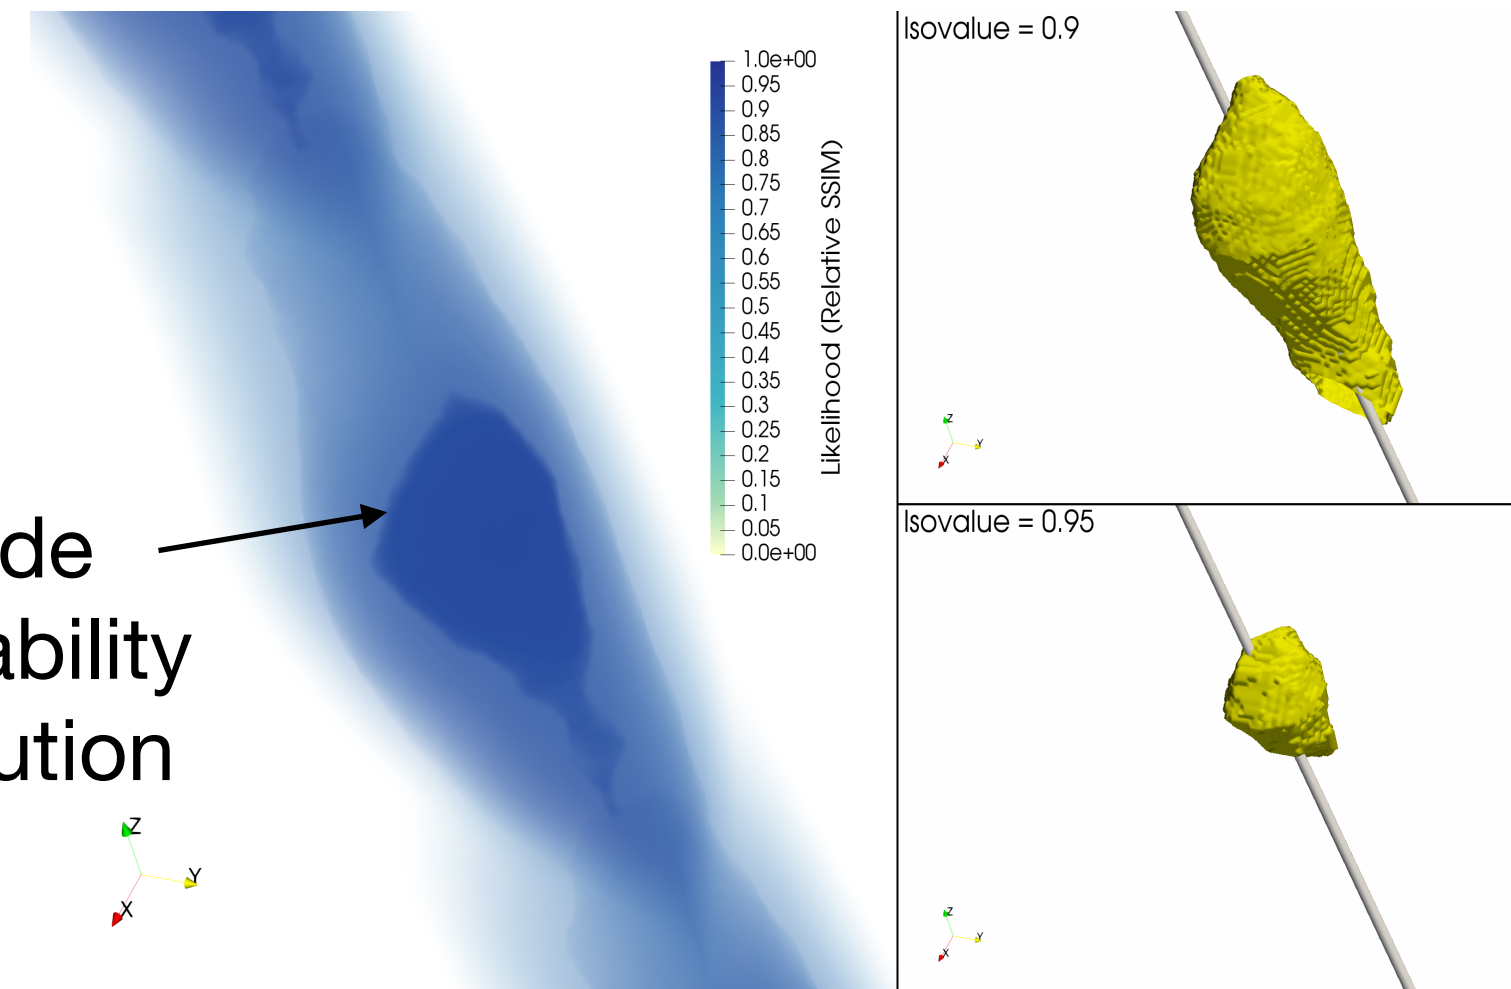 1.0e+00
0.95
0.9
0.85
0.8
0.75
0.7
0.65
0.6
0.55
0.5
0.45
0.4
0.35
0.3
0.25
0.2
0.15
0.1
0.05
0.0e+00
Likelihood (Relative SSIM)
de
ability
ution
Z
Y
X
Isovalue = 0.9
Z
Y
X
Isovalue = 0.95
Z
Y
X